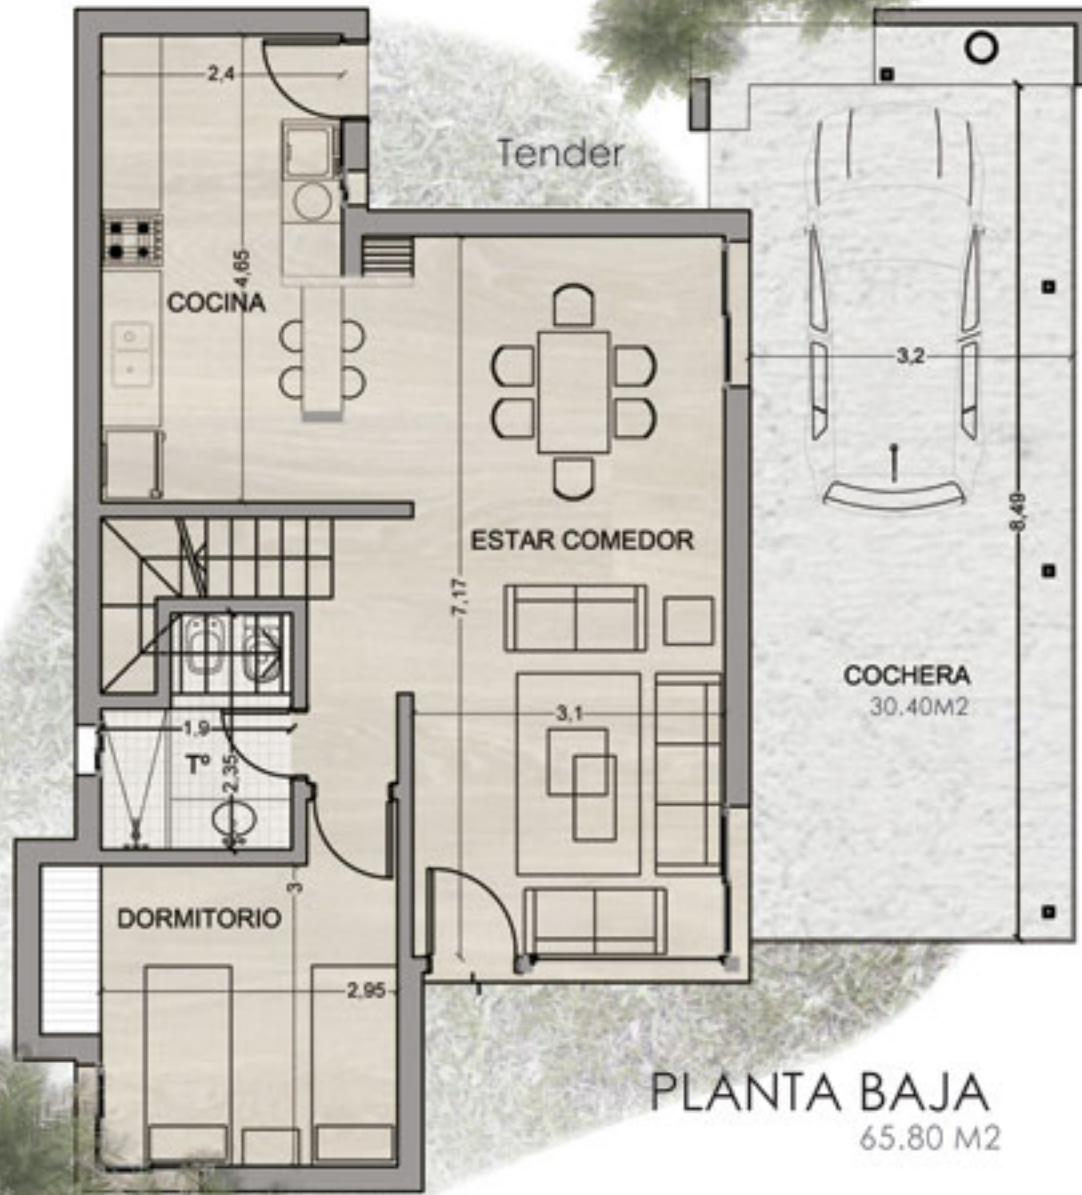 2,4
Tender
4,65
COCINA
3,2
8,49
ESTAR COMEDOR
7,17
COCHERA
30.40M2
3,1
1,9
Tº
2,35
3
DORMITORIO
2,95
PLANTA BAJA
65.80 M2